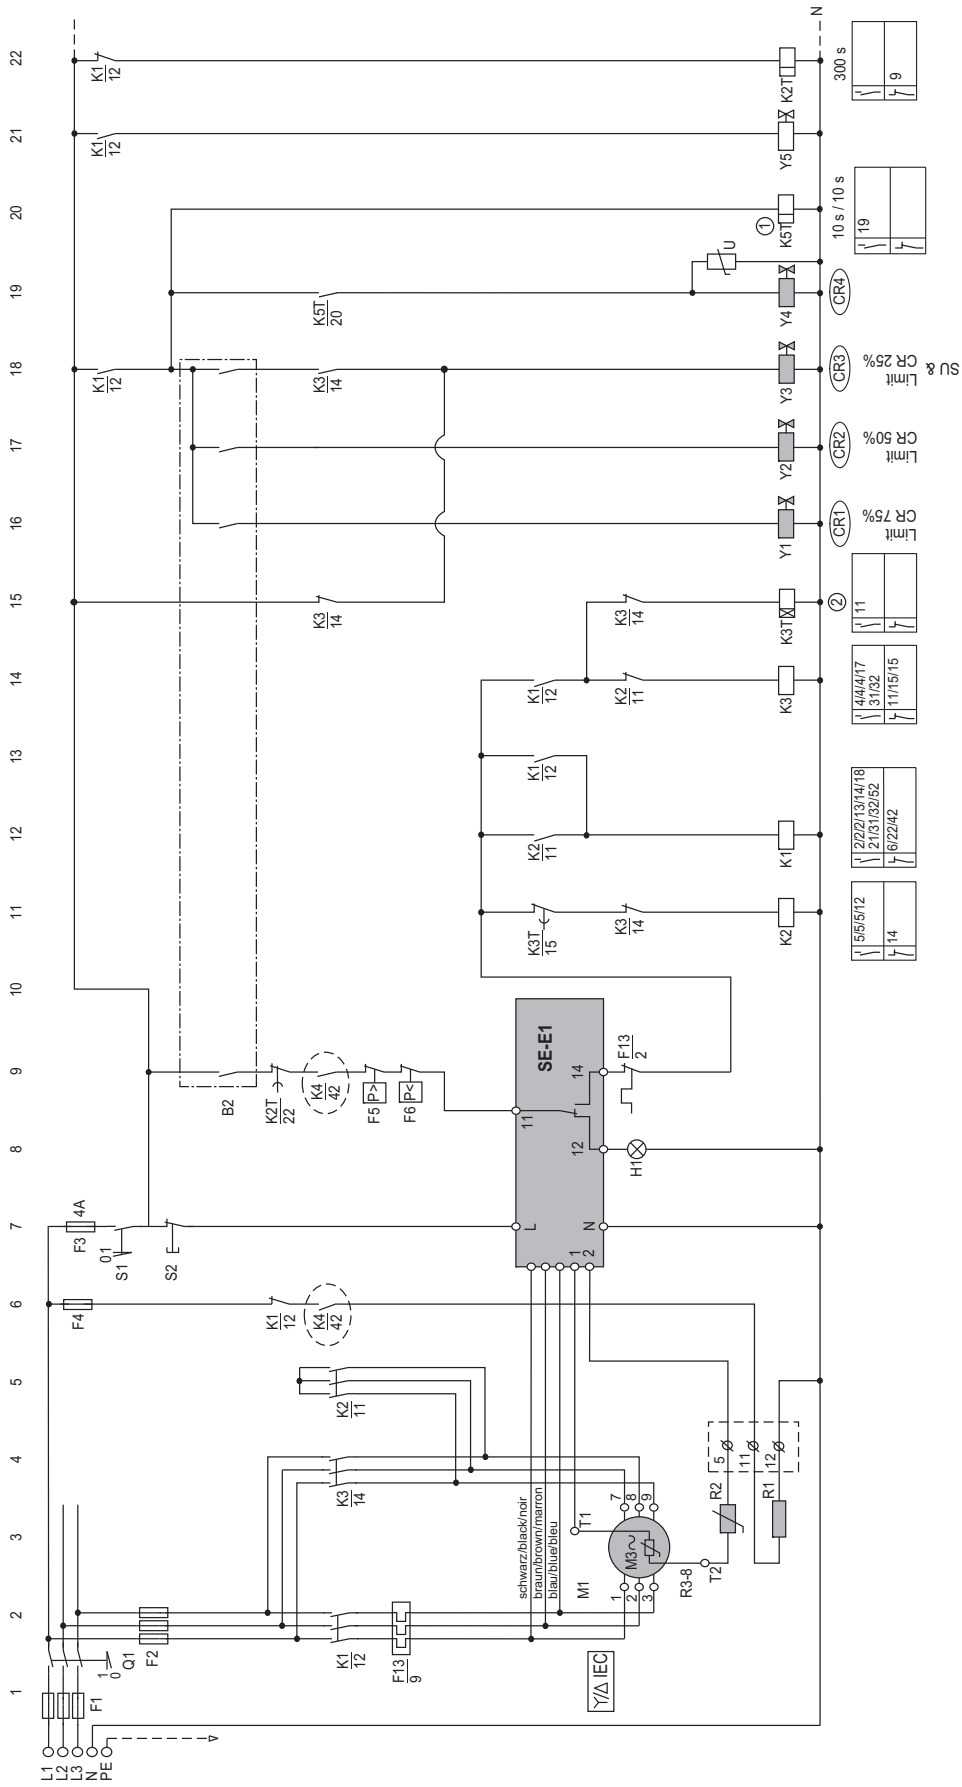 1
2
3
4
5
6
7
8
9
10
11
12
13
14
15
16
17
18
19
20
21
22
L1
L2
L3
N
PE
F1
1
0
Q1
F2
K1
12
F13
9
Y/Δ IEC
K3
14
K2
11
schwarz/black/noir
braun/brown/marron
blau/blue/bleu
M1
T1
M3~
1
2
3
7
8
9
R3-8
T2
R2
R1
5
11
12
F4
K1
12
K4
42
F3
4A
01
S1
S2
L
N
1
2
SE-E1
11
12
14
H1
F13
2
B2
K2T
22
K4
42
F5
P>
F6
P<
K3T
15
K3
14
K2
K2
11
K1
K1
12
K1
12
K2
11
K3
K3
14
K3T
K3
14
Y1
Y2
Y3
Y4
K1
12
K3
14
K5T
20
U
1
K5T
K1
12
Y5
K1
12
K2T
N
5/5/5/12
14
2/2/2/13/14/18
21/31/32/52
6/22/42
4/4/4/17
31/32
11/15/15
2
11
CR1
Limit
CR 75%
CR2
Limit
CR 50%
CR3
Limit
CR 25%
SU &
CR4
10 s / 10 s
19
300 s
9